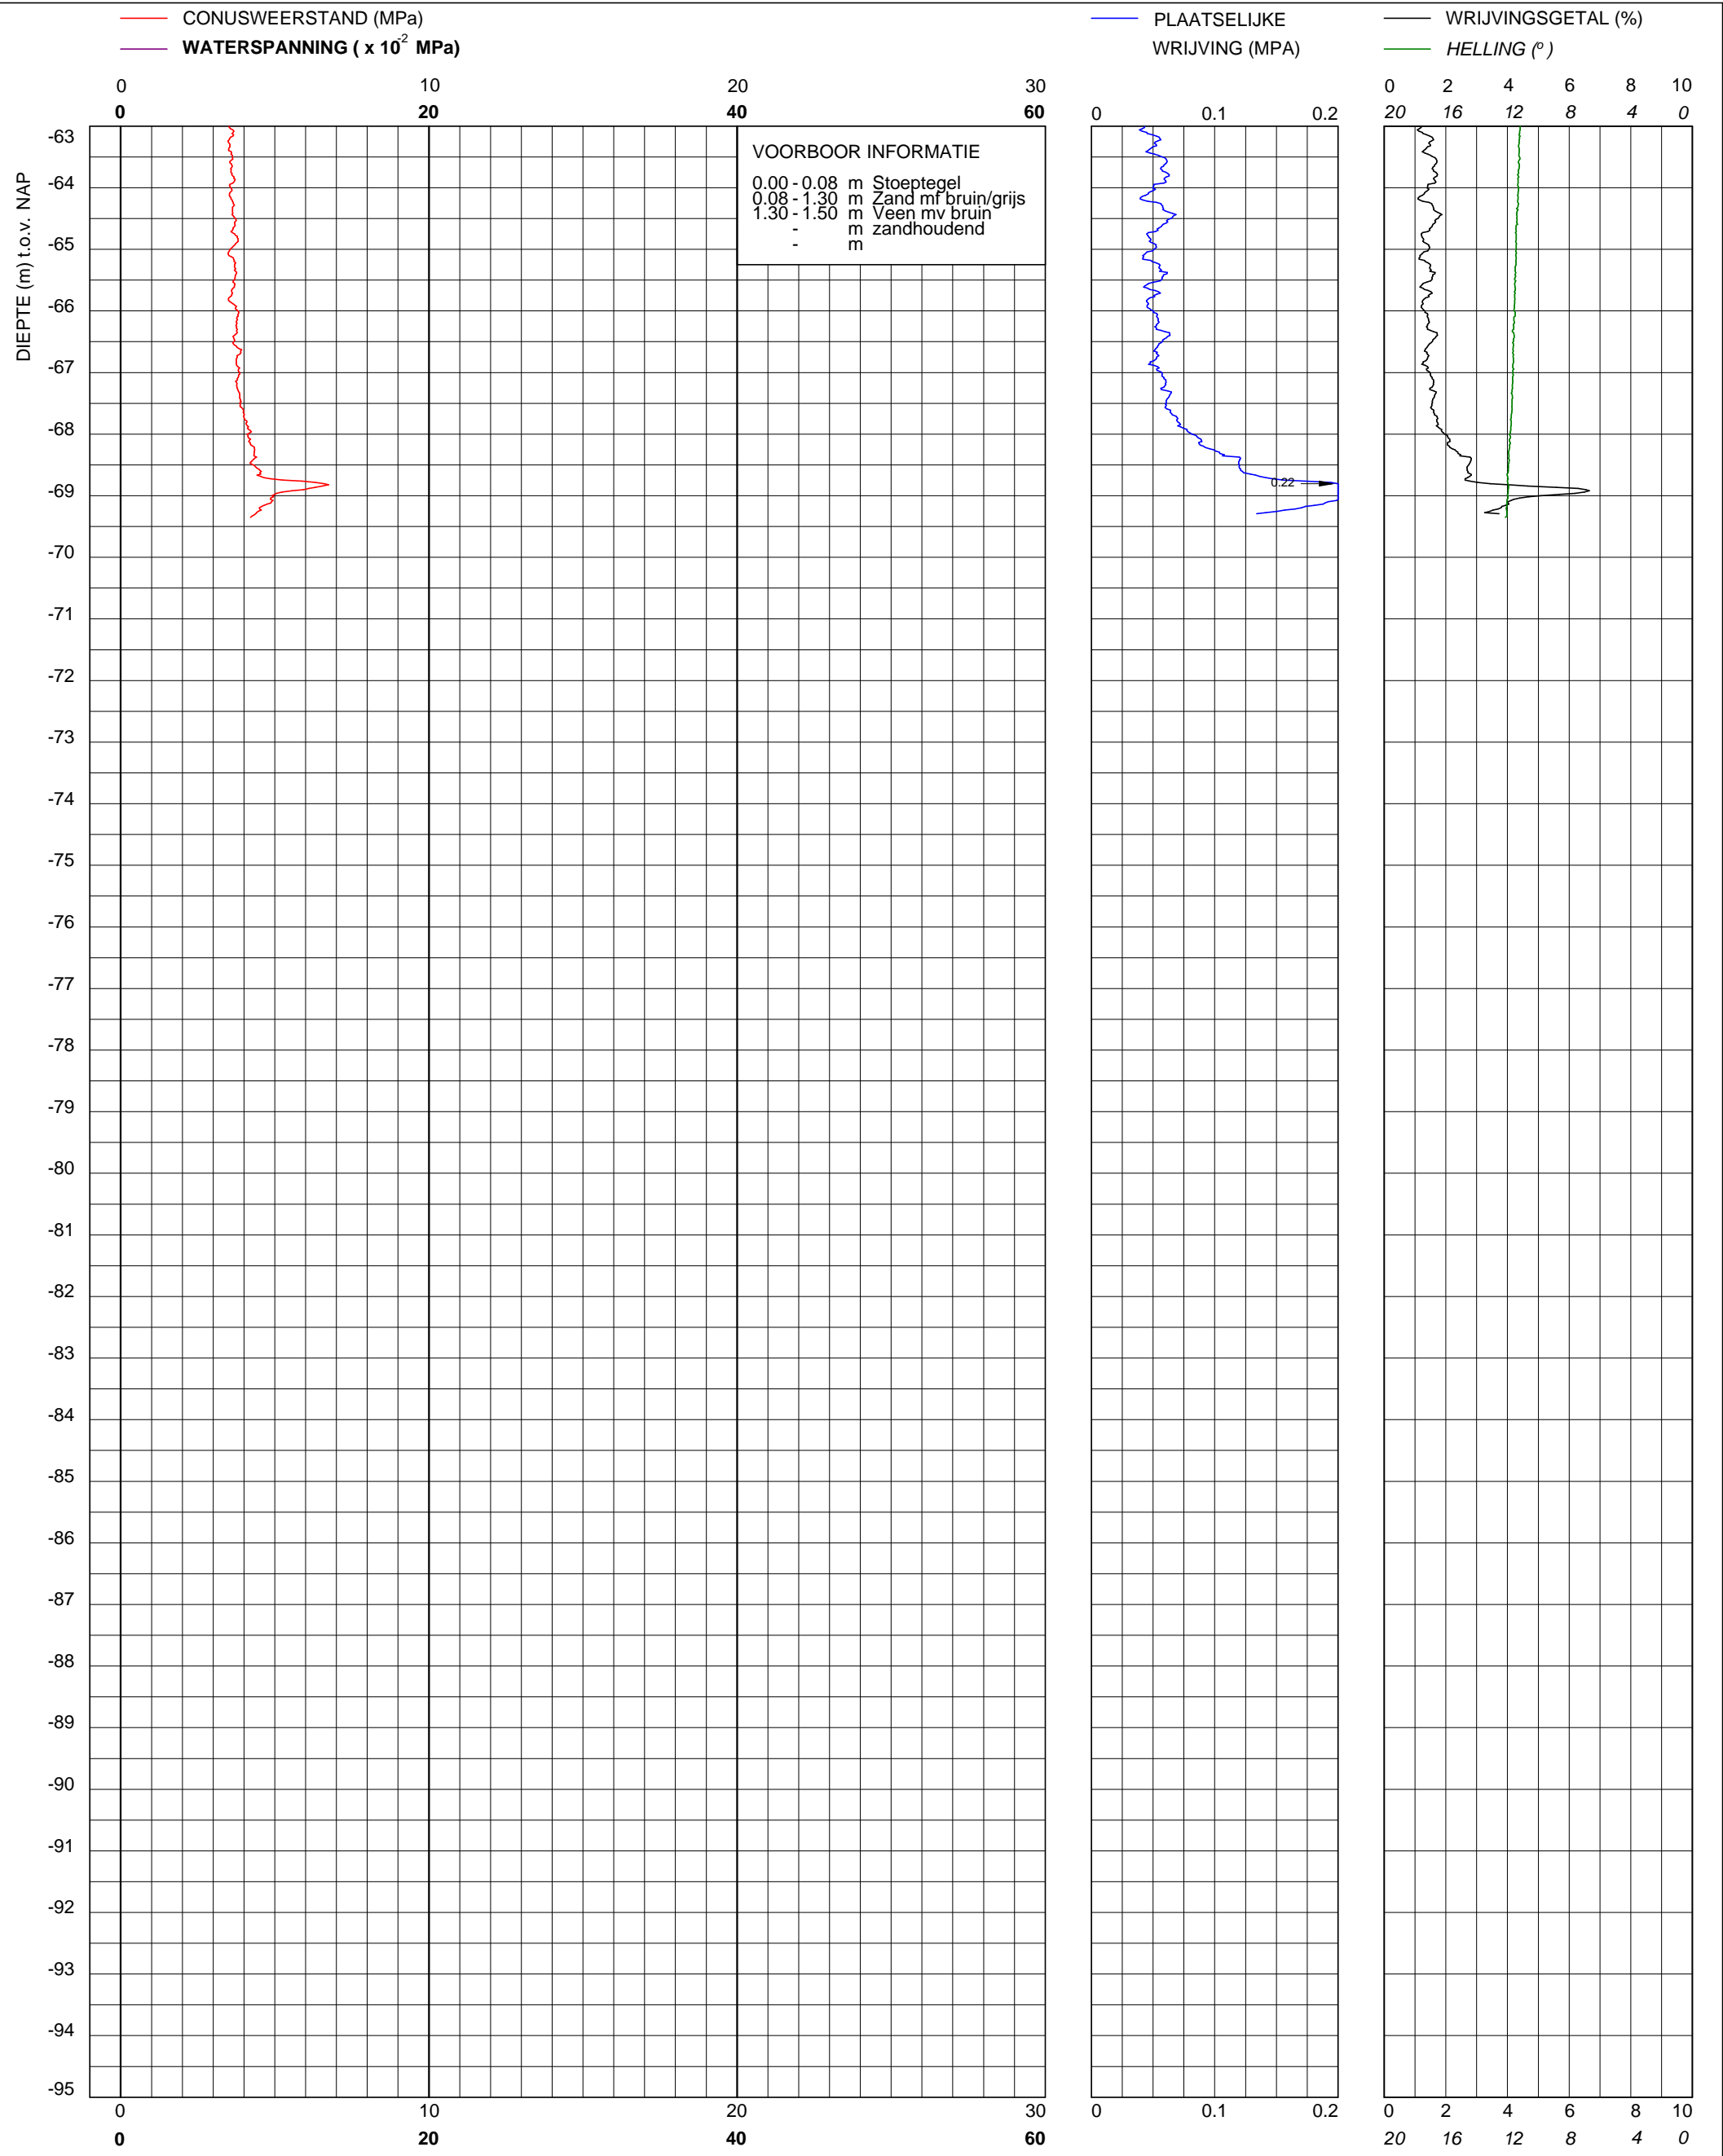 CONUSWEERSTAND (MPa)
WATERSPANNING ( x 10-2 MPa)
PLAATSELIJKE
WRIJVING (MPA)
WRIJVINGSGETAL (%)
HELLING (º )
0 10 20 30
0 20 40 60
0 0.1 0.2
0 2 4 6 8 10
20 16 12 8 4 0
DIEPTE (m) t.o.v. NAP
VOORBOOR INFORMATIE
0.00 - 0.08 m Stoeptegel
0.08 - 1.30 m Zand mf bruin/grijs
1.30 - 1.50 m Veen mv bruin
- m zandhoudend
- m
0.22
-63
-64
-65
-66
-67
-68
-69
-70
-71
-72
-73
-74
-75
-76
-77
-78
-79
-80
-81
-82
-83
-84
-85
-86
-87
-88
-89
-90
-91
-92
-93
-94
-95
0 10 20 30
0 20 40 60
0 0.1 0.2
0 2 4 6 8 10
20 16 12 8 4 0